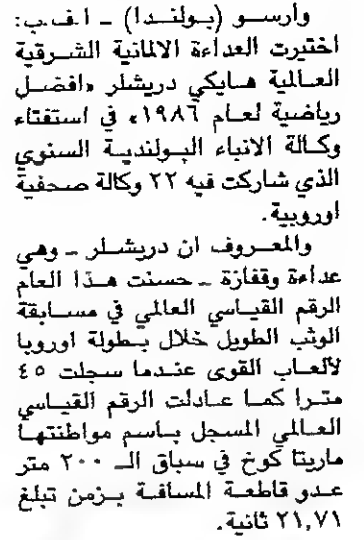 وارسو (بولندا) - اف.ب:
اختيرت العداءة الالمانية الشرقية
العالمية هايكي دريشلر «افضل
رياضية لعام ١٩٨٦» في استفتاء
وكالة الانباء البولندية السنوي
الذي شاركت فيه ٢٢ وكالة صحفية
اوروبية.
والمعروف ان دريشلر - وهي
عداءة وقفازة - حسنت هذا العام
الرقم القياسي العالمي في مسابقة
الوثب الطويل خلال بطولة اوروبا
لألعاب القوى عندما سجلت ٤٥
مترا كما عادلت الرقم القياسي
العالمي المسجل باسم مواطنتها
ماريتا كوخ في سباق الـ ٢٠٠ متر
عدو قاطعة المسافة بزمن تبلغ
٢١,٧١ ثانية.